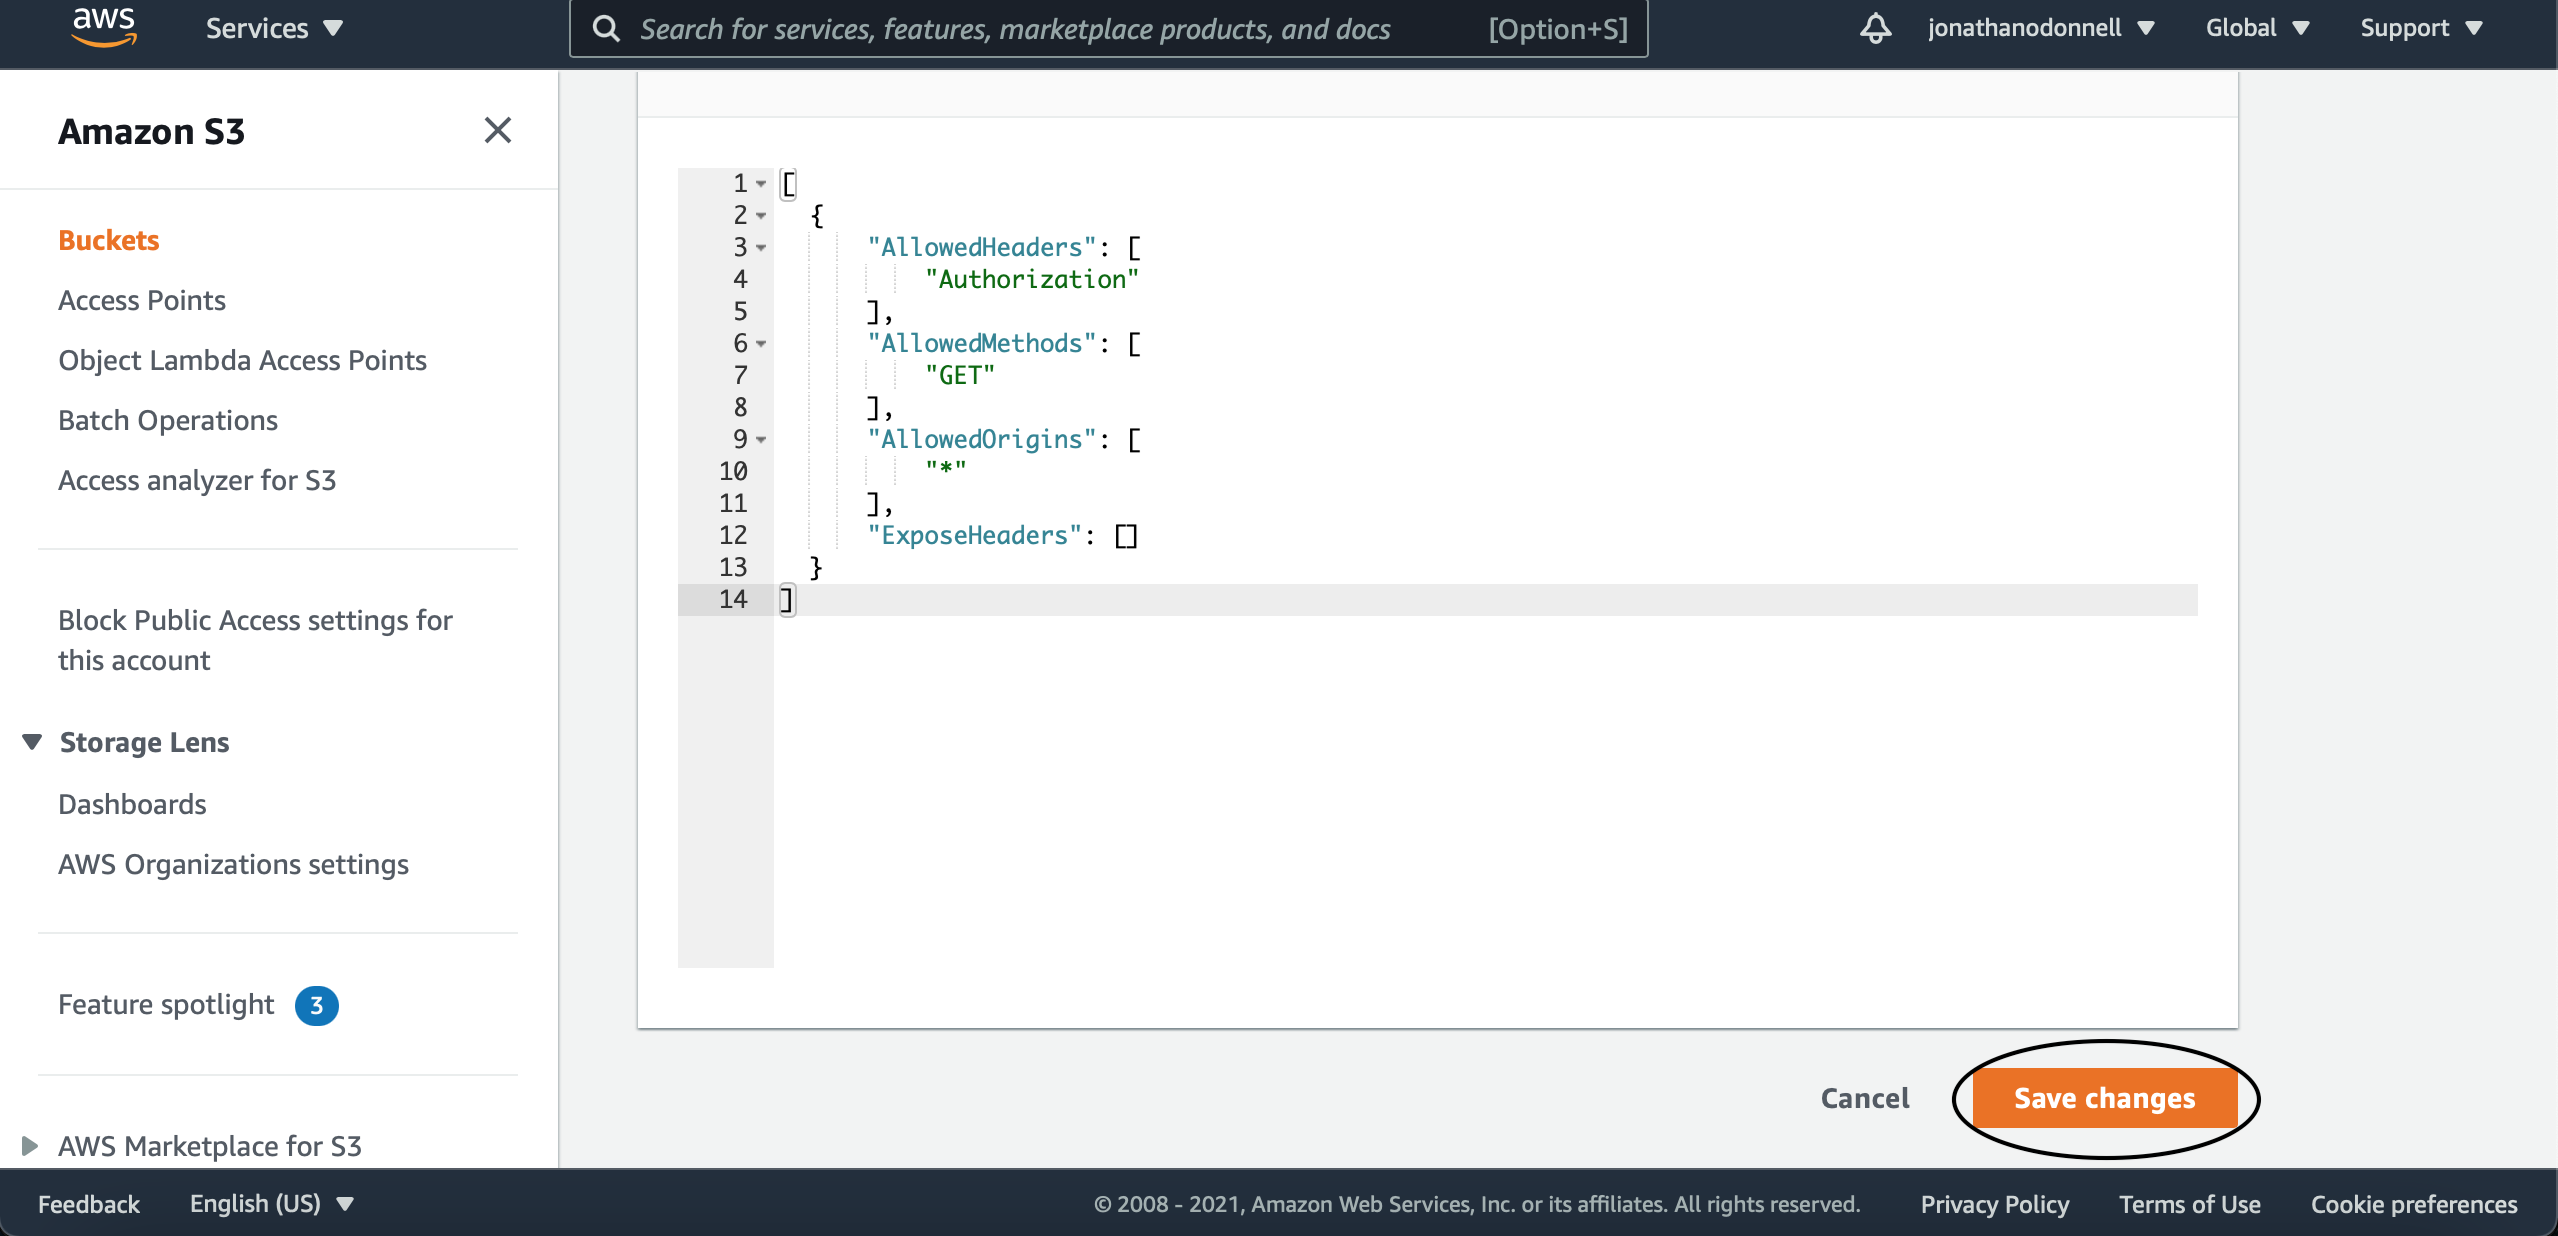 aws
Services
Search for services, features, marketplace products, and docs [Option+S]
jonathanodonnell
Global
Support
Amazon S3
Buckets
Access Points
Object Lambda Access Points
Batch Operations
Access analyzer for S3
Block Public Access settings for
this account
Storage Lens
Dashboards
AWS Organizations settings
Feature spotlight 3
AWS Marketplace for S3
1 [
2 {
3 "AllowedHeaders": [
4 "Authorization"
5 ],
6 "AllowedMethods": [
7 "GET"
8 ],
9 "AllowedOrigins": [
10 "*"
11 ],
12 "ExposeHeaders": []
13 }
14 ]
Cancel
Save changes
Feedback
English (US)
© 2008 - 2021, Amazon Web Services, Inc. or its affiliates. All rights reserved.
Privacy Policy
Terms of Use
Cookie preferences